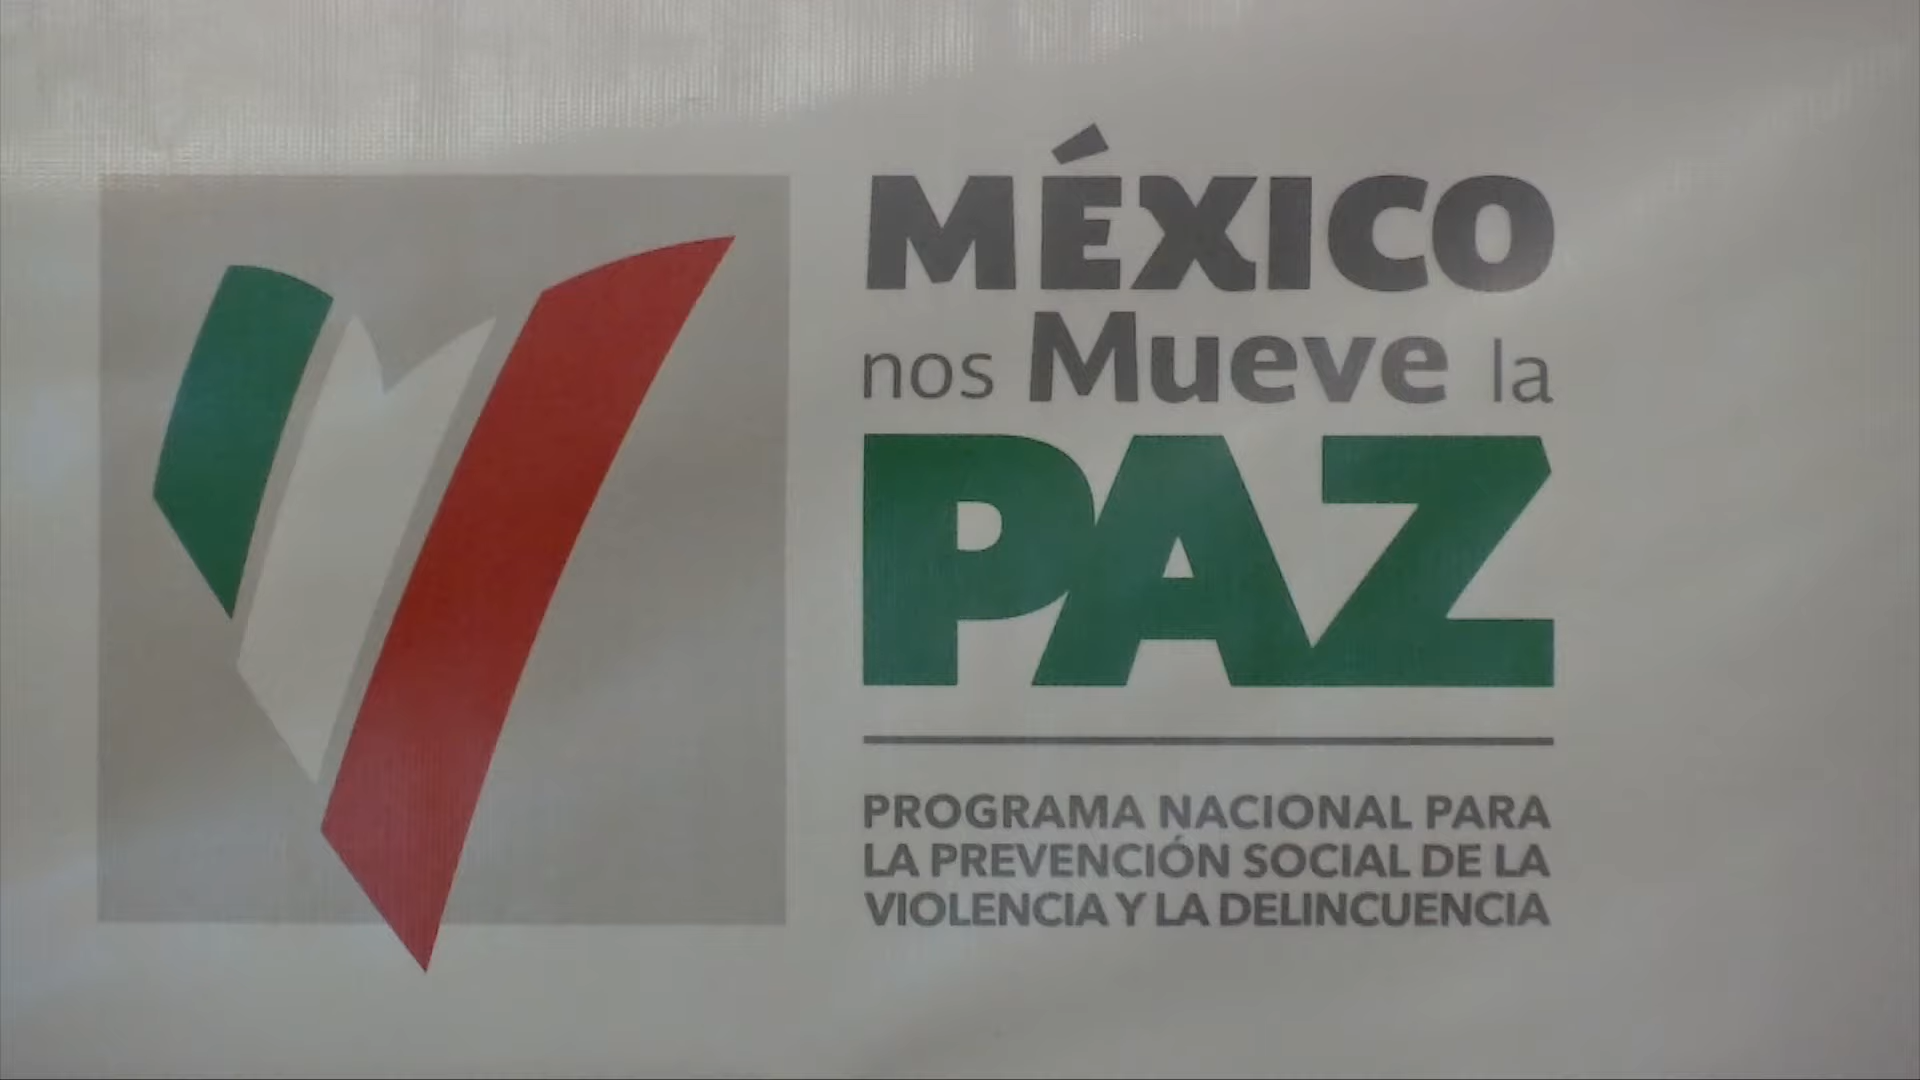 MÉXICO
nos Mueve la
PAZ
PROGRAMA NACIONAL PARA
LA PREVENCIÓN SOCIAL DE LA
VIOLENCIA Y LA DELINCUENCIA